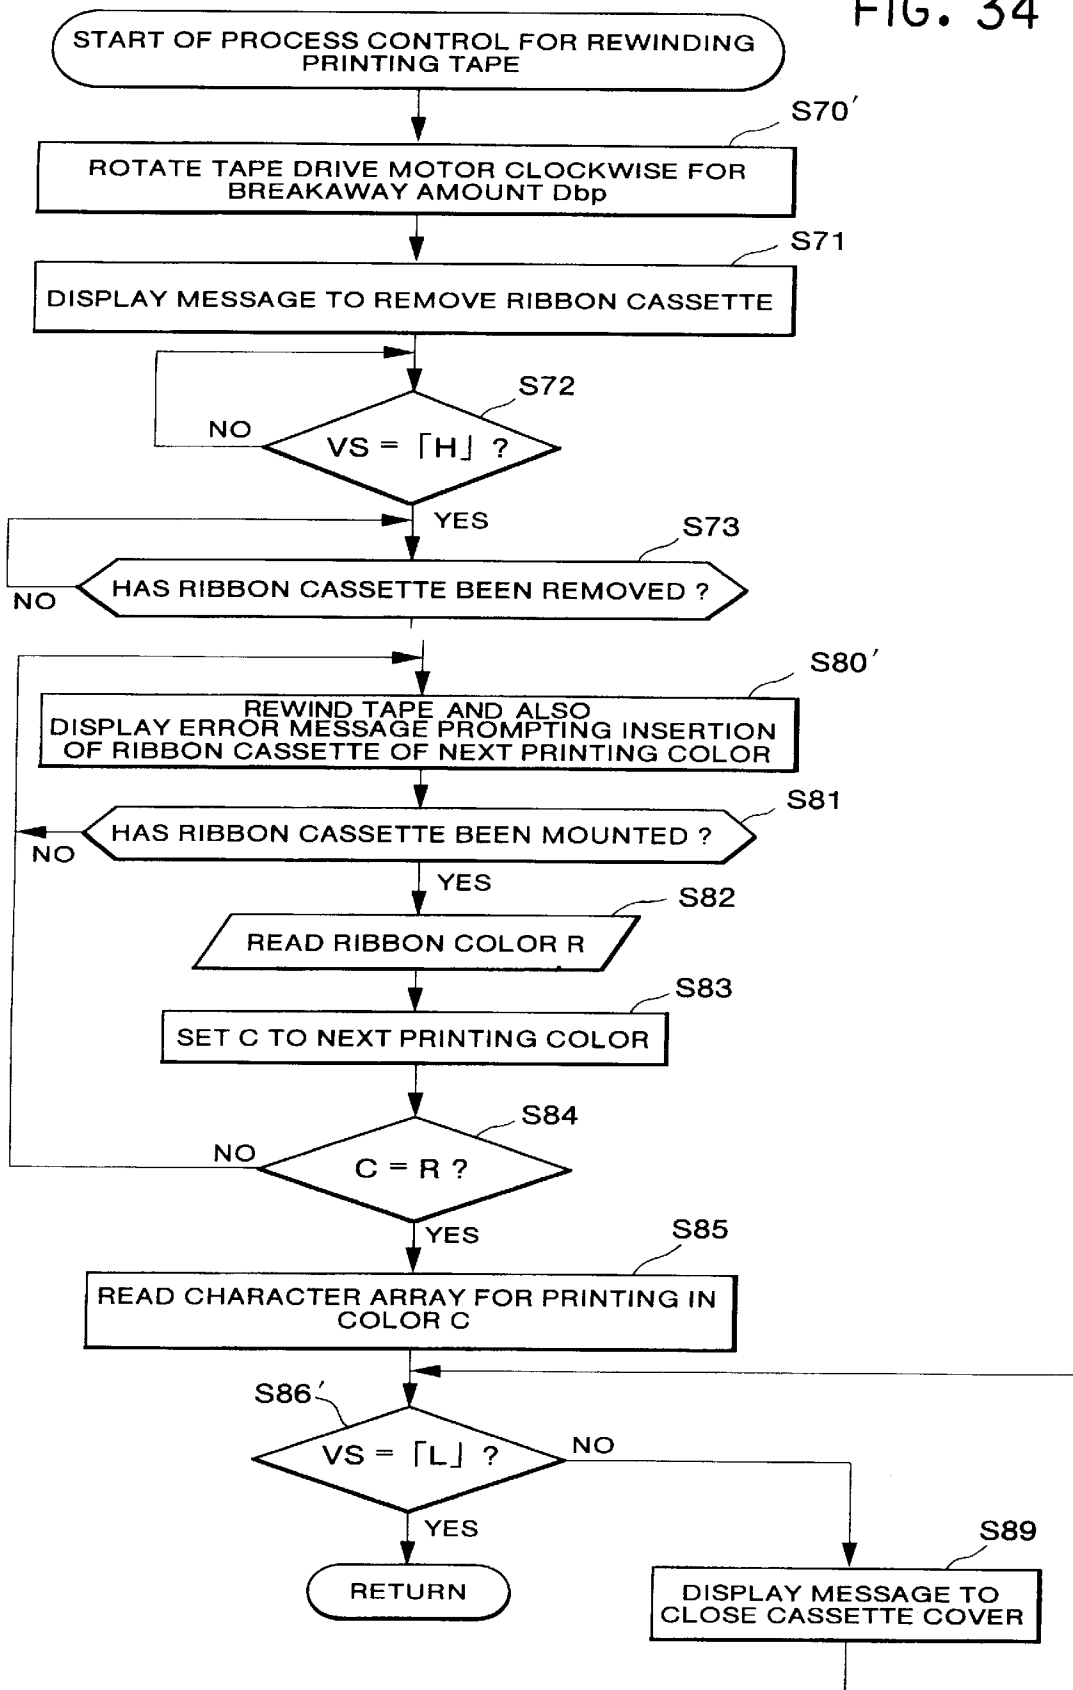 FIG. 34
START OF PROCESS CONTROL FOR REWINDING
PRINTING TAPE
S70′
ROTATE TAPE DRIVE MOTOR CLOCKWISE FOR
BREAKAWAY AMOUNT Dbp
S71
DISPLAY MESSAGE TO REMOVE RIBBON CASSETTE
S72
NO
VS = ｢H｣ ?
YES
S73
HAS RIBBON CASSETTE BEEN REMOVED ?
NO
S80′
REWIND TAPE AND ALSO
DISPLAY ERROR MESSAGE PROMPTING INSERTION
OF RIBBON CASSETTE OF NEXT PRINTING COLOR
S81
HAS RIBBON CASSETTE BEEN MOUNTED ?
NO
YES
S82
READ RIBBON COLOR R
S83
SET C TO NEXT PRINTING COLOR
S84
NO
C = R ?
YES
S85
READ CHARACTER ARRAY FOR PRINTING IN
COLOR C
S86′
VS = ｢L｣ ?
NO
YES
S89
RETURN
DISPLAY MESSAGE TO
CLOSE CASSETTE COVER